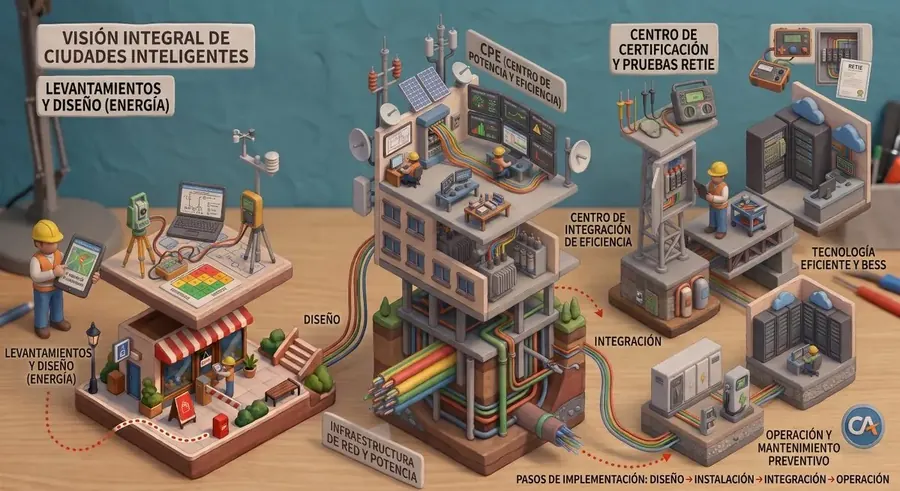 VISIÓN INTEGRAL DE
CIUDADES INTELIGENTES
LEVANTAMIENTOS
Y DISEÑO (ENERGÍA)
CPE (CENTRO DE
POTENCIA Y EFICIENCIA)
CENTRO DE
CERTIFICACIÓN
Y PRUEBAS RETIE
RETIE
CENTRO DE
INTEGRACIÓN
DE EFICIENCIA
TECNOLOGÍA
EFICIENTE Y BESS
DISEÑO
INTEGRACIÓN
LEVANTAMIENTOS
Y DISEÑO
(ENERGÍA)
INFRAESTRUCTURA
DE RED Y POTENCIA
OPERACIÓN Y
MANTENIMIENTO
PREVENTIVO
CA
PASOS DE IMPLEMENTACIÓN: DISEÑO → INSTALACIÓN → INTEGRACIÓN → OPERACIÓN